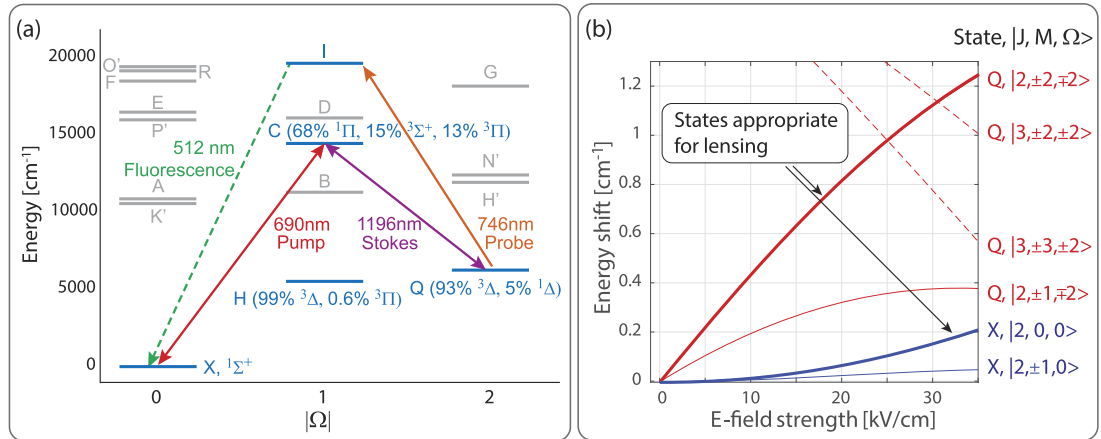 (a)
Energy [cm⁻¹]
20000
15000
10000
5000
0
O'
F
R
E
P'
A
K'
I
D
C (68% ¹Π, 15% ³Σ⁺, 13% ³Π)
B
H (99% ³Δ, 0.6% ³Π)
G
N'
H'
Q (93% ³Δ, 5% ¹Δ)
X, ¹Σ⁺
512 nm
Fluorescence
690nm
Pump
1196nm
Stokes
746nm
Probe
0
1
2
|Ω|
(b)
State, |J, M, Ω>
Energy shift [cm⁻¹]
1.2
1
0.8
0.6
0.4
0.2
0
States appropriate
for lensing
Q, |2,±2,∓2>
Q, |3,±2,±2>
Q, |3,±3,±2>
Q, |2,±1,∓2>
X, |2, 0, 0>
X, |2,±1,0>
0
10
20
30
E-field strength [kV/cm]